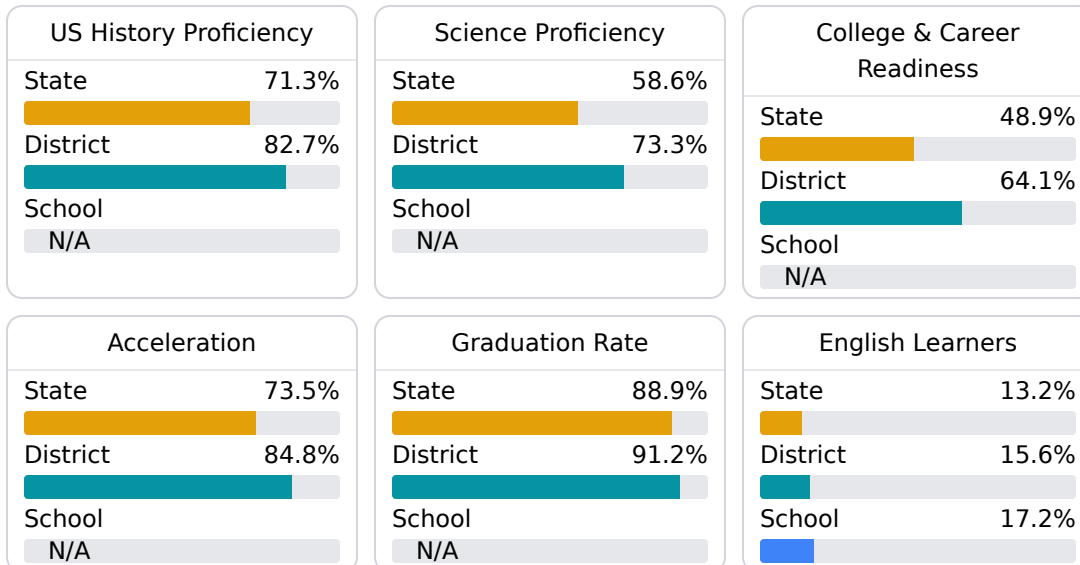 US History Proficiency
State 71.3%
District 82.7%
School
N/A
Science Proficiency
State 58.6%
District 73.3%
School
N/A
College & Career
Readiness
State 48.9%
District 64.1%
School
N/A
Acceleration
State 73.5%
District 84.8%
School
N/A
Graduation Rate
State 88.9%
District 91.2%
School
N/A
English Learners
State 13.2%
District 15.6%
School 17.2%